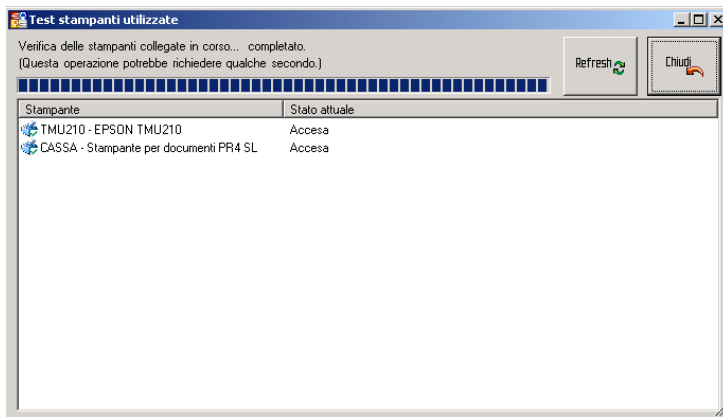 Test stampanti utilizzate
Verifica delle stampanti collegate in corso... completato.
(Questa operazione potrebbe richiedere qualche secondo.)
Refresh
Chiudi
Stampante Stato attuale
TMU210 - EPSON TMU210 Accesa
CASSA - Stampante per documenti PR4 SL Accesa